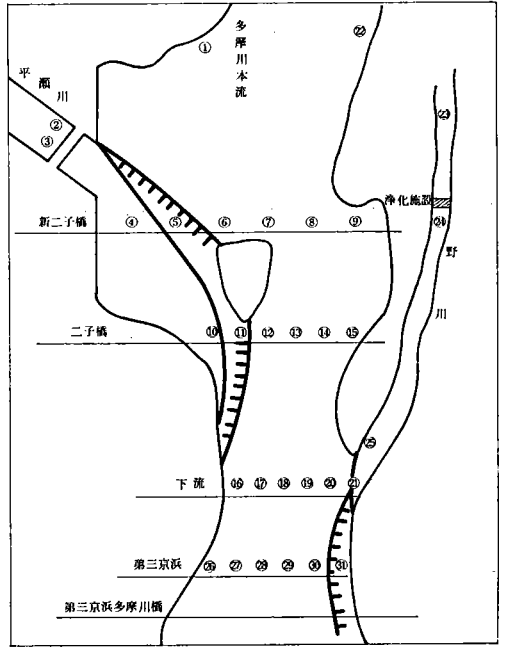 多摩川本流
①
㉒
平瀬川
②
③
㉓
浄化施設
新二子橋 ④ ⑤ ⑥ ⑦ ⑧ ⑨
㉔
野川
二子橋 ⑩ ⑪ ⑫ ⑬ ⑭ ⑮
㉕
下流 ⑯ ⑰ ⑱ ⑲ ⑳ ㉑
第三京浜 ㉖ ㉗ ㉘ ㉙ ㉚ ㉛
第三京浜多摩川橋